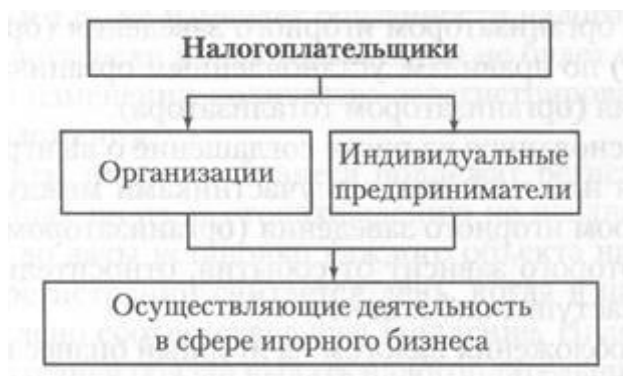 Налогоплательщики
Организации
Индивидуальные
предприниматели
Осуществляющие деятельность
в сфере игорного бизнеса